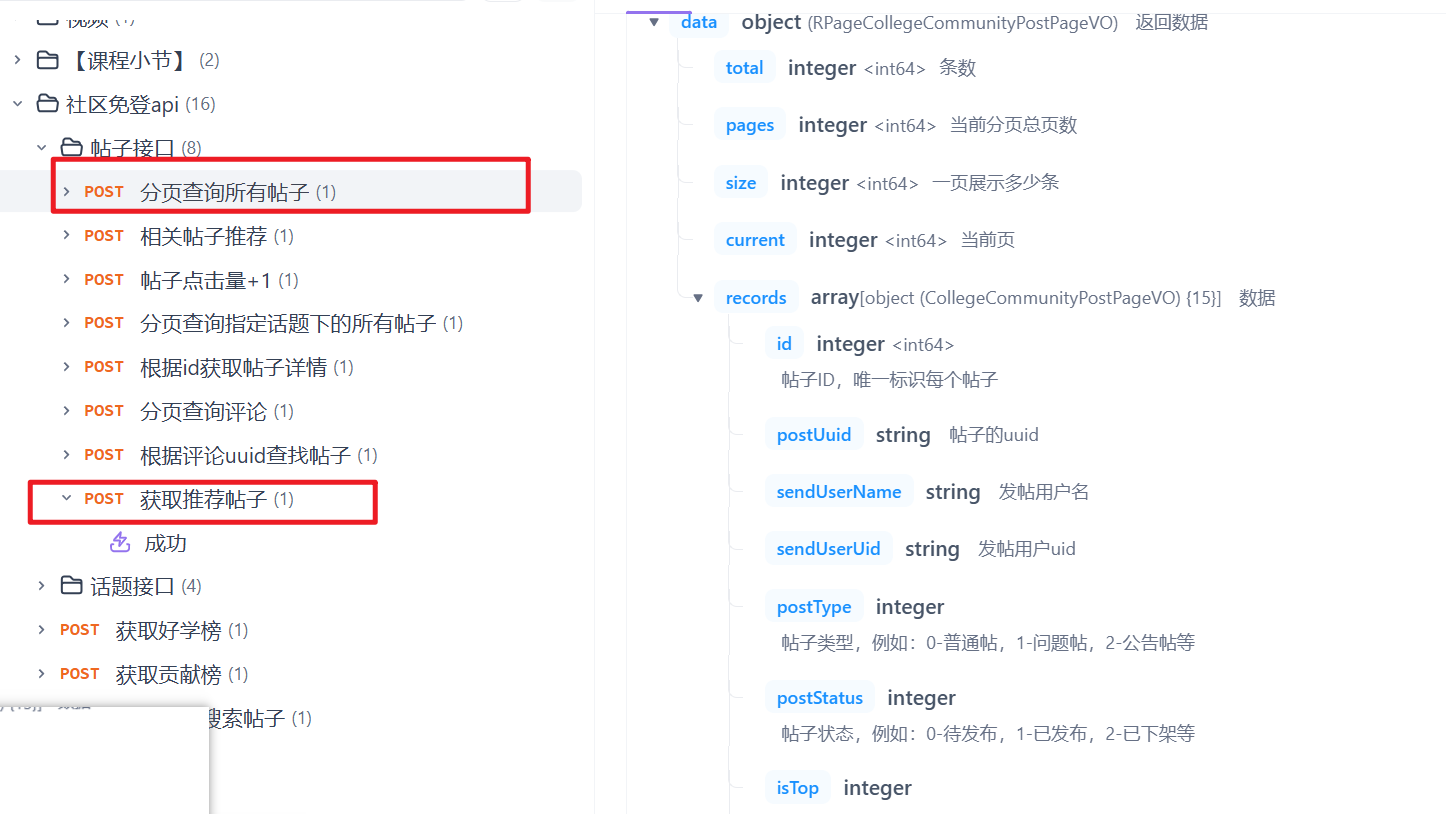 视频 (1)
【课程小节】 (2)
社区免登api (16)
帖子接口 (8)
POST 分页查询所有帖子 (1)
POST 相关帖子推荐 (1)
POST 帖子点击量+1 (1)
POST 分页查询指定话题下的所有帖子 (1)
POST 根据id获取帖子详情 (1)
POST 分页查询评论 (1)
POST 根据评论uuid查找帖子 (1)
POST 获取推荐帖子 (1)
成功
话题接口 (4)
POST 获取好学榜 (1)
POST 获取贡献榜 (1)
搜索帖子 (1)
data object (RPageCollegeCommunityPostPageVO) 返回数据
total integer <int64> 条数
pages integer <int64> 当前分页总页数
size integer <int64> 一页展示多少条
current integer <int64> 当前页
records array[object (CollegeCommunityPostPageVO) {15}] 数据
id integer <int64>
帖子ID，唯一标识每个帖子
postUuid string 帖子的uuid
sendUserName string 发帖用户名
sendUserUid string 发帖用户uid
postType integer
帖子类型，例如：0-普通帖，1-问题帖，2-公告帖等
postStatus integer
帖子状态，例如：0-待发布，1-已发布，2-已下架等
isTop integer